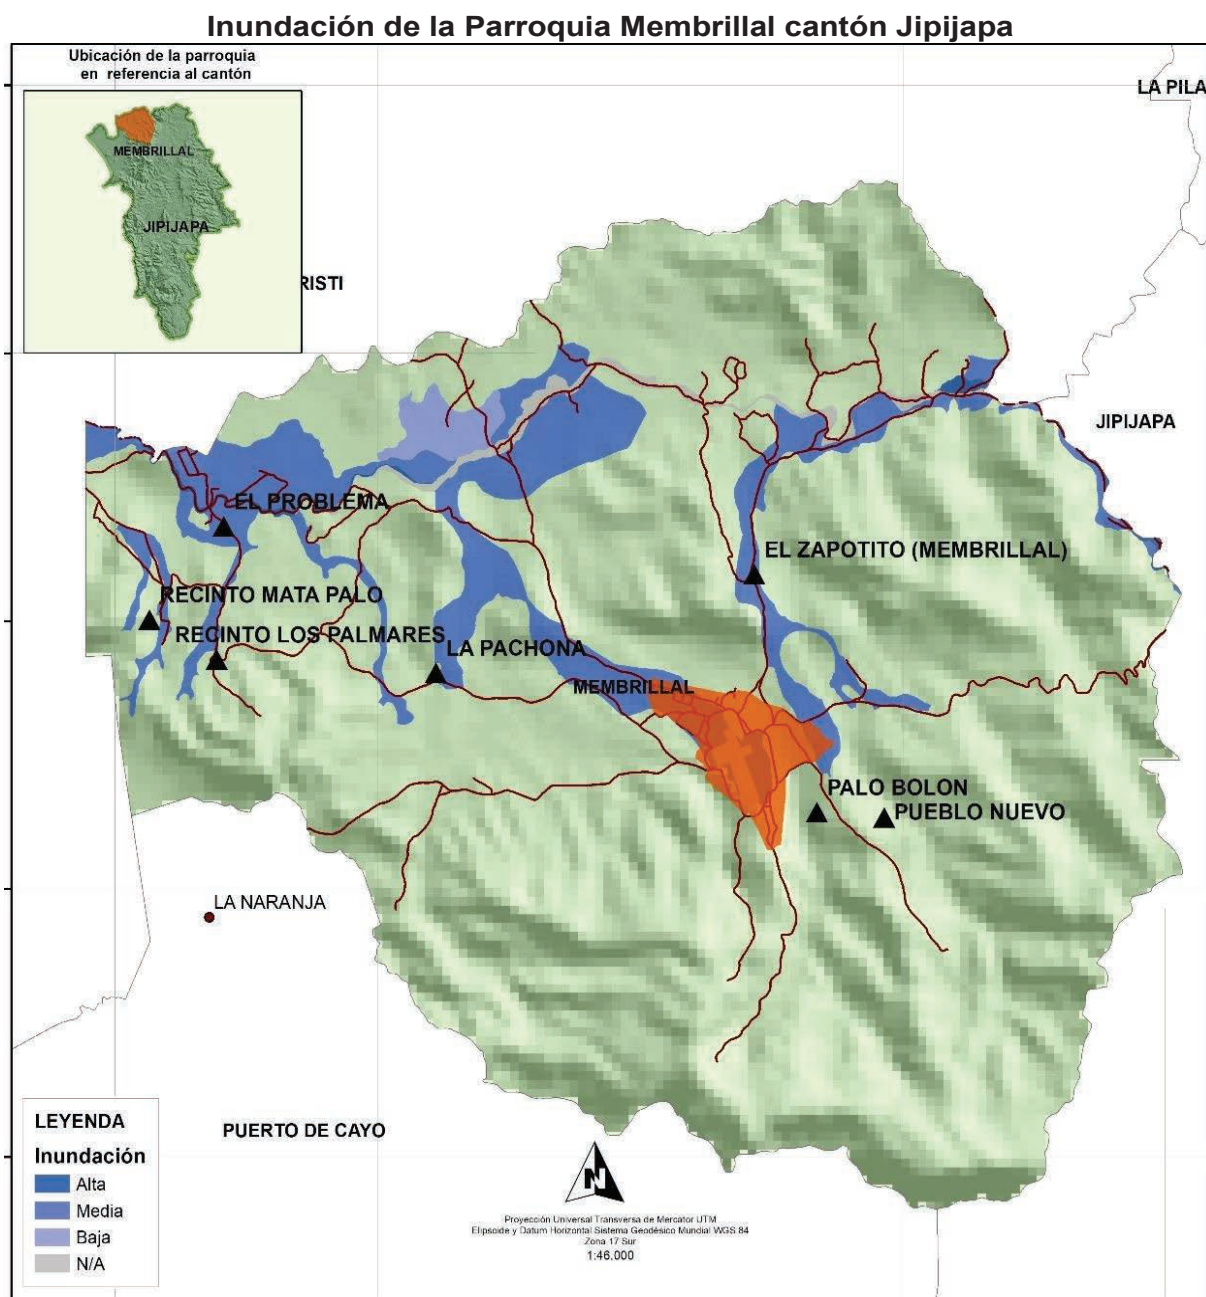 Inundación de la Parroquia Membrillal cantón Jipijapa
Ubicación de la parroquia
en referencia al cantón
MEMBRILLAL
JIPIJAPA
LA PILA
RISTI
JIPIJAPA
EL PROBLEMA
EL ZAPOTITO (MEMBRILLAL)
RECINTO MATA PALO
RECINTO LOS PALMARES
LA PACHONA
MEMBRILLAL
PALO BOLON
PUEBLO NUEVO
LA NARANJA
PUERTO DE CAYO
LEYENDA
Inundación
Alta
Media
Baja
N/A
N
Proyección Universal Transversa de Mercator UTM
Elipsoide y Datum Horizontal Sistema Geodésico Mundial WGS 84
Zona 17 Sur
1:46.000